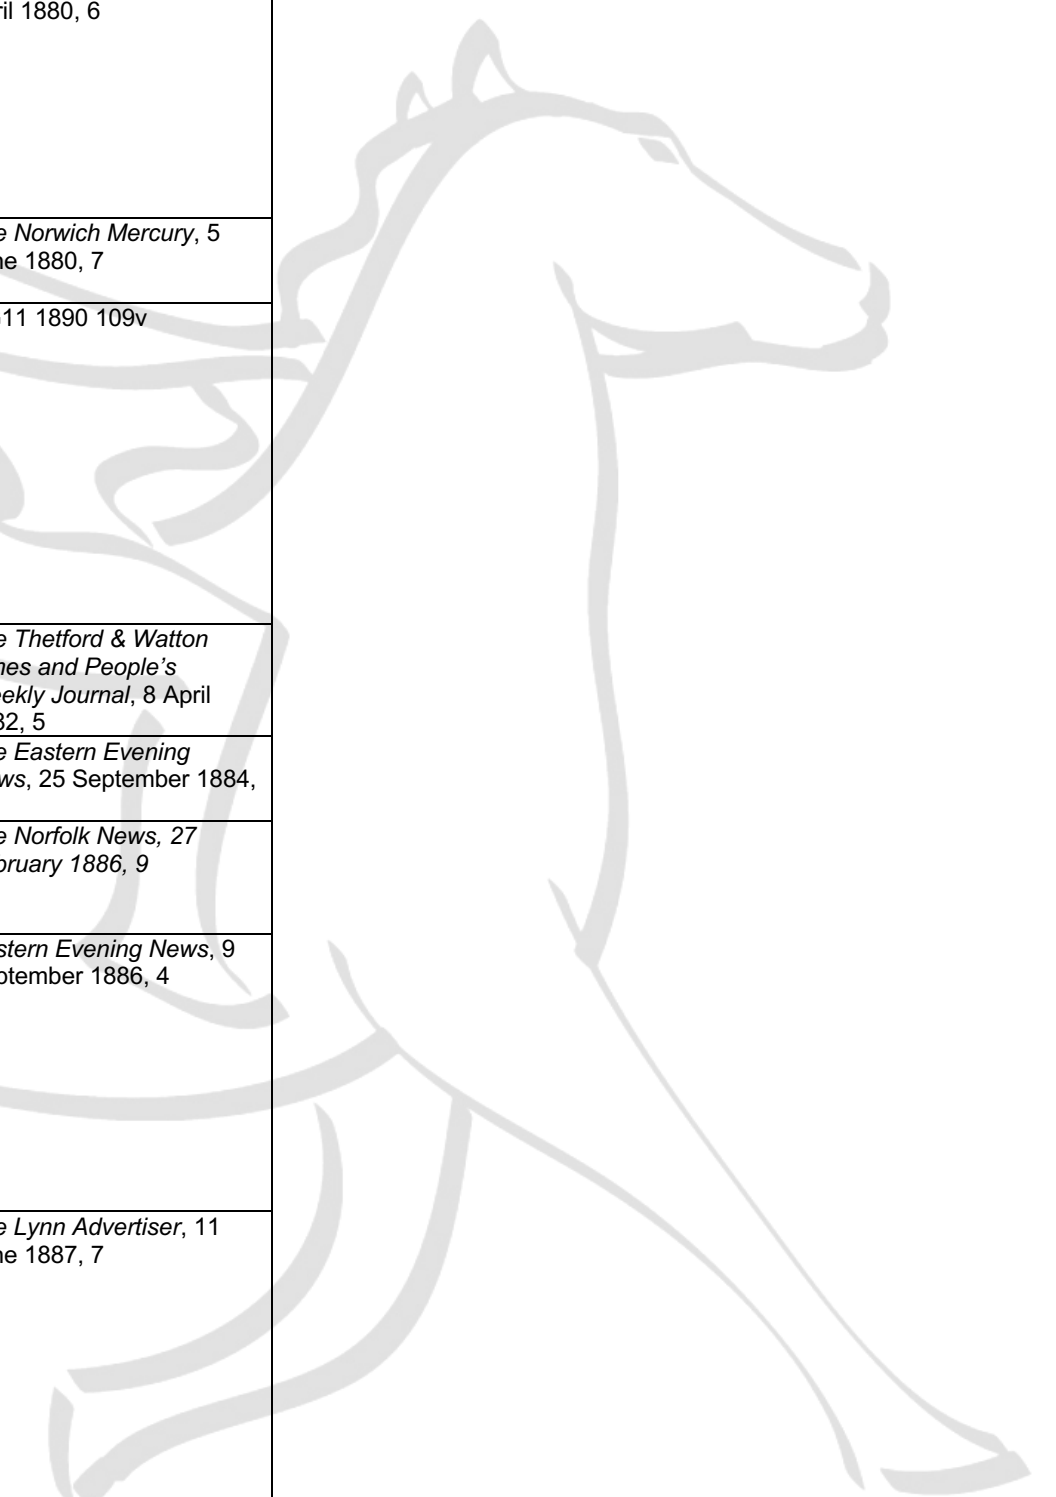 ril 1880, 6
e Norwich Mercury, 5
ne 1880, 7
11 1890 109v
e Thetford & Watton
nes and People’s
eekly Journal, 8 April
32, 5
e Eastern Evening
ws, 25 September 1884,
e Norfolk News, 27
bruary 1886, 9
stern Evening News, 9
ptember 1886, 4
e Lynn Advertiser, 11
ne 1887, 7